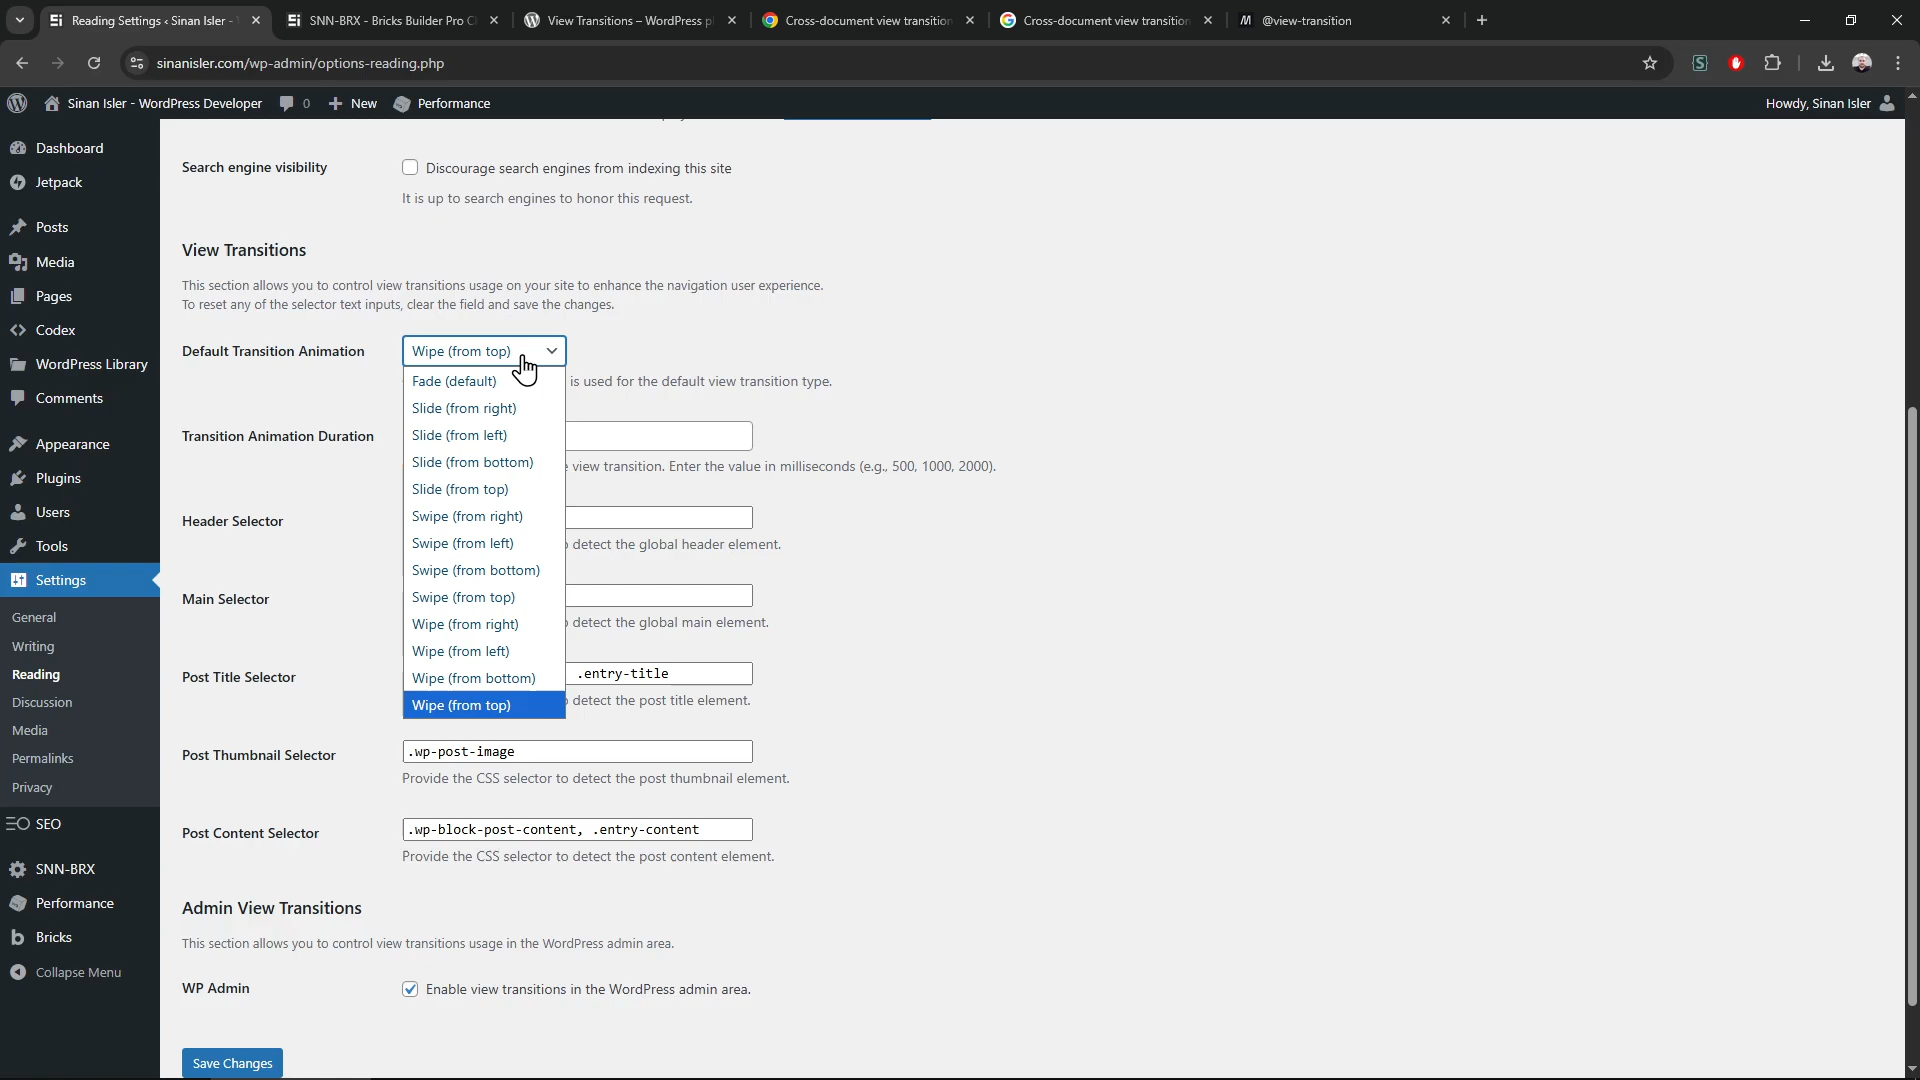 Reading Settings ‹ Sinan Isler -
SNN-BRX - Bricks Builder Pro C
View Transitions – WordPress p
Cross-document view transition
Cross-document view transition
@view-transition
sinanisler.com/wp-admin/options-reading.php
Sinan Isler - WordPress Developer
0
New
Performance
Howdy, Sinan Isler
Dashboard
Jetpack
Posts
Media
Pages
Codex
WordPress Library
Comments
Appearance
Plugins
Users
Tools
Settings
General
Writing
Reading
Discussion
Media
Permalinks
Privacy
SEO
SNN-BRX
Performance
Bricks
Collapse Menu
Search engine visibility
Discourage search engines from indexing this site
It is up to search engines to honor this request.
View Transitions
This section allows you to control view transitions usage on your site to enhance the navigation user experience.
To reset any of the selector text inputs, clear the field and save the changes.
Default Transition Animation
Wipe (from top)
is used for the default view transition type.
Fade (default)
Slide (from right)
Slide (from left)
Slide (from bottom)
Slide (from top)
Swipe (from right)
Swipe (from left)
Swipe (from bottom)
Swipe (from top)
Wipe (from right)
Wipe (from left)
Wipe (from bottom)
Wipe (from top)
Transition Animation Duration
view transition. Enter the value in milliseconds (e.g., 500, 1000, 2000).
Header Selector
detect the global header element.
Main Selector
detect the global main element.
Post Title Selector
.entry-title
detect the post title element.
Post Thumbnail Selector
.wp-post-image
Provide the CSS selector to detect the post thumbnail element.
Post Content Selector
.wp-block-post-content, .entry-content
Provide the CSS selector to detect the post content element.
Admin View Transitions
This section allows you to control view transitions usage in the WordPress admin area.
WP Admin
Enable view transitions in the WordPress admin area.
Save Changes